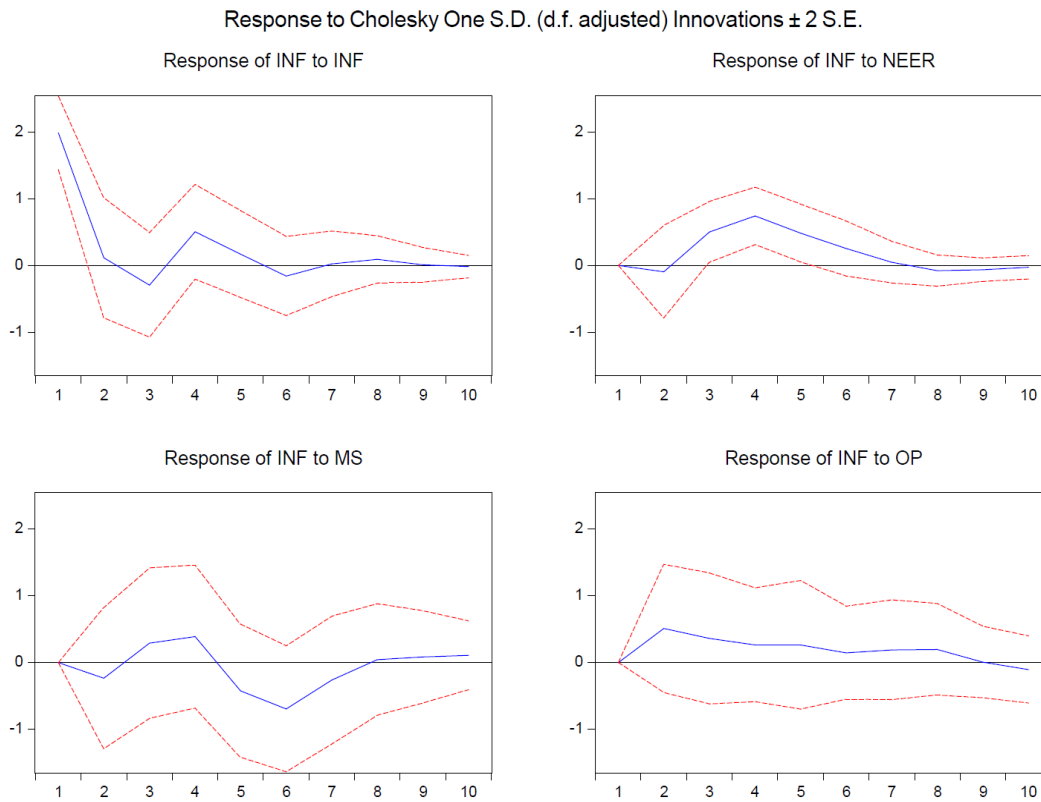 Response to Cholesky One S.D. (d.f. adjusted) Innovations ± 2 S.E.
Response of INF to INF
2
1
0
-1
1 2 3 4 5 6 7 8 9 10
Response of INF to NEER
2
1
0
-1
1 2 3 4 5 6 7 8 9 10
Response of INF to MS
2
1
0
-1
1 2 3 4 5 6 7 8 9 10
Response of INF to OP
2
1
0
-1
1 2 3 4 5 6 7 8 9 10